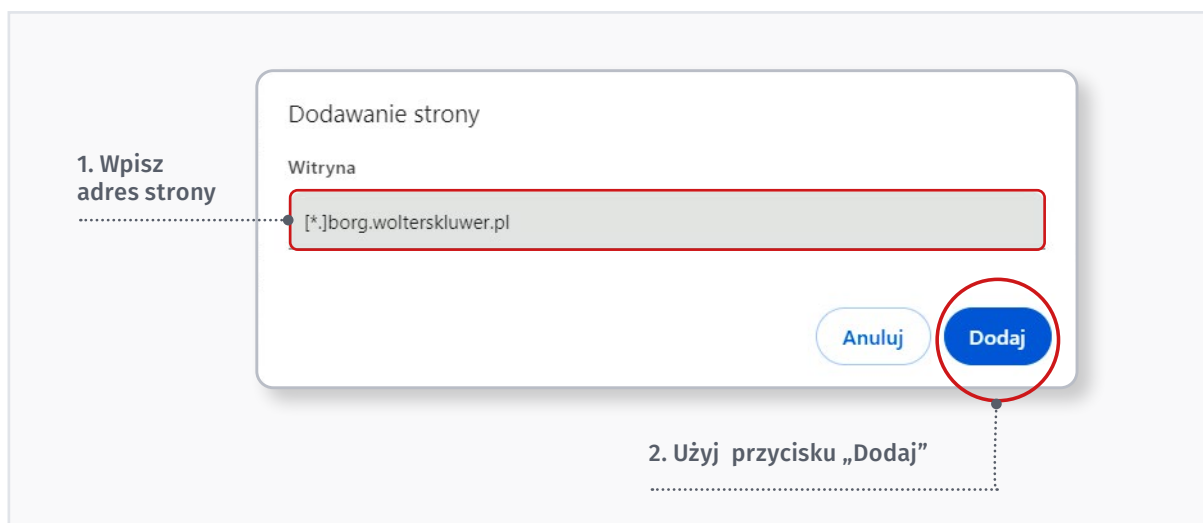 Dodawanie strony
1. Wpisz
adres strony
Witryna
[*.]borg.wolterskluwer.pl
Anuluj
Dodaj
2. Użyj przycisku „Dodaj”